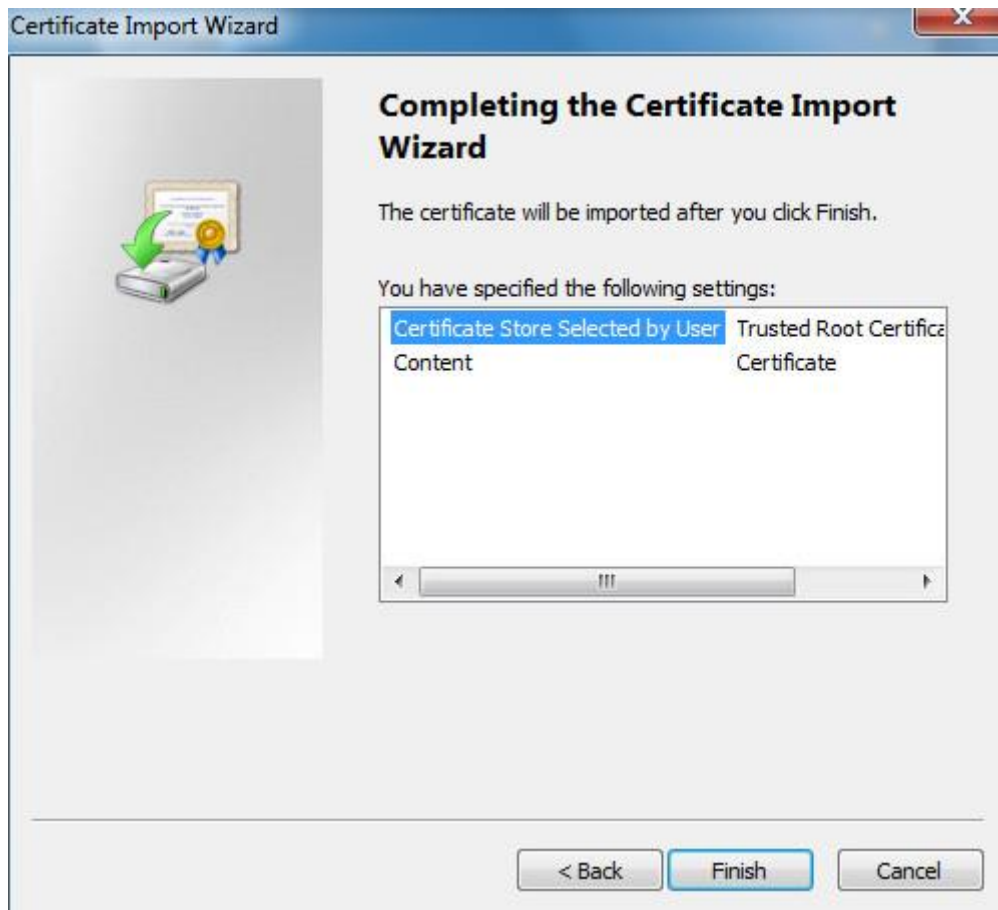 Certificate Import Wizard
Completing the Certificate Import
Wizard
The certificate will be imported after you click Finish.
You have specified the following settings:
Certificate Store Selected by User Trusted Root Certifica
Content Certificate
< Back Finish Cancel